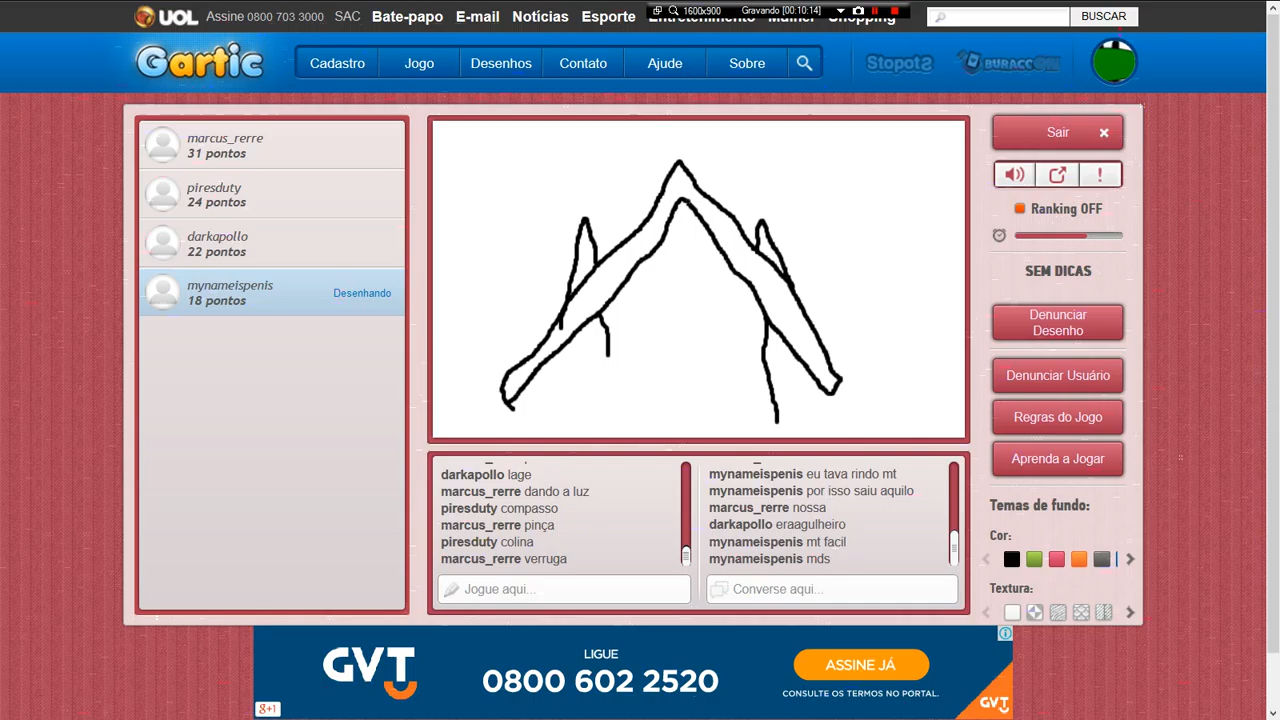 UOL Assine 0800 703 3000 SAC Bate-papo E-mail Notícias Esporte Entretenimento Mulher Shopping BUSCAR
1600x900 Gravando [00:10:14]
Gartic Cadastro Jogo Desenhos Contato Ajude Sobre StopotS BURACOON
marcus_rerre
31 pontos
piresduty
24 pontos
darkapollo
22 pontos
mynameispenis
18 pontos
Desenhando
Sair
!
Ranking OFF
SEM DICAS
Denunciar
Desenho
Denunciar Usuário
Regras do Jogo
Aprenda a Jogar
Temas de fundo:
Cor:
Textura:
darkapollo lage
marcus_rerre dando a luz
piresduty compasso
marcus_rerre pinça
piresduty colina
marcus_rerre verruga
Jogue aqui...
mynameispenis eu tava rindo mt
mynameispenis por isso saiu aquilo
marcus_rerre nossa
darkapollo eraagulheiro
mynameispenis mt facil
mynameispenis mds
Converse aqui...
GVT
LIGUE
0800 602 2520
ASSINE JÁ
CONSULTE OS TERMOS NO PORTAL.
GVT
g+1